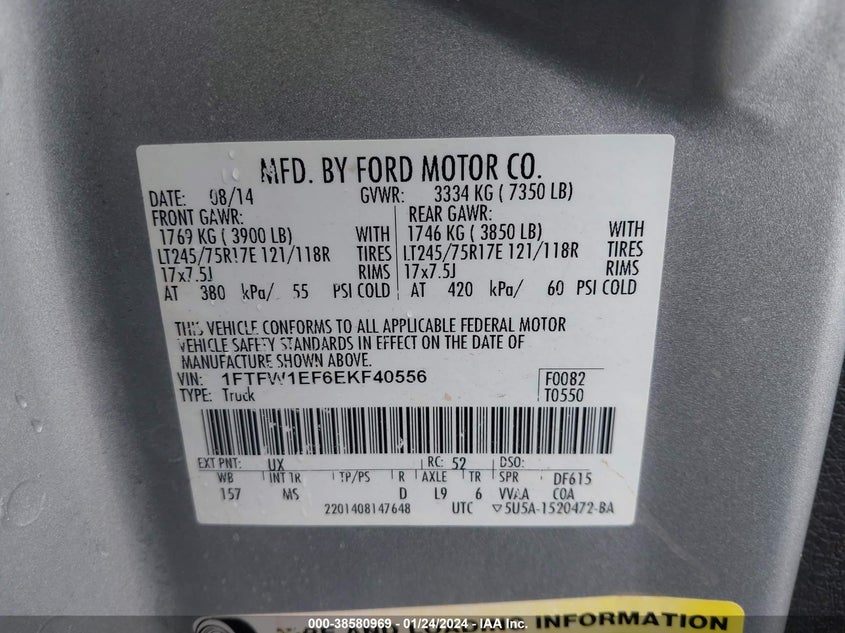 MFD. BY FORD MOTOR CO.
DATE: 08/14 GVWR: 3334 KG ( 7350 LB)
FRONT GAWR: REAR GAWR:
1769 KG ( 3900 LB) WITH 1746 KG ( 3850 LB) WITH
LT245/75R17E 121/118R TIRES LT245/75R17E 121/118R TIRES
17x7.5J RIMS 17x7.5J RIMS
AT 380 kPa/ 55 PSI COLD AT 420 kPa/ 60 PSI COLD
THIS VEHICLE CONFORMS TO ALL APPLICABLE FEDERAL MOTOR
VEHICLE SAFETY STANDARDS IN EFFECT ON THE DATE OF
MANUFACTURE SHOWN ABOVE.
VIN: 1FTFW1EF6EKF40556 F0082
TYPE: Truck T0550
EXT PNT: UX RC: 52 DSO:
WB INT TR TP/PS R AXLE TR SPR DF615
157 MS D L9 6 VVAA COA
2201408147648 UTC ▽5U5A-1520472-BA
AND LOADING INFORMATION
000-38580969 - 01/24/2024 - IAA Inc.